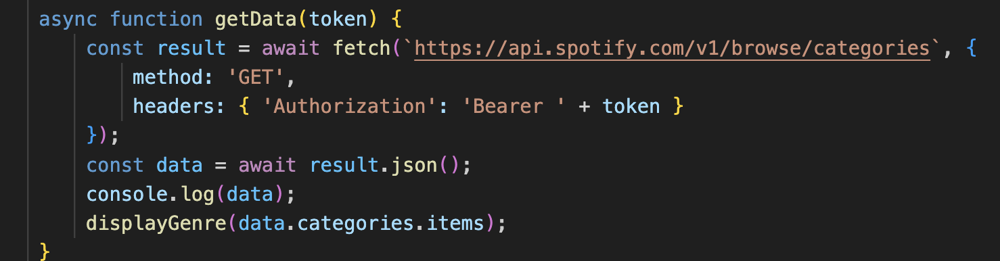 async function getData(token) {
const result = await fetch(`https://api.spotify.com/v1/browse/categories`, {
method: 'GET',
headers: { 'Authorization': 'Bearer ' + token }
});
const data = await result.json();
console.log(data);
displayGenre(data.categories.items);
}